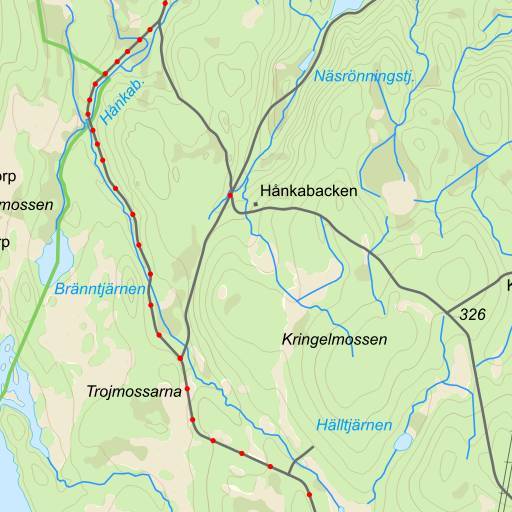 Hånkab.
Näsrönningstj.
orp
mossen
Hånkabacken
rp
Bränntjärnen
K
326
Kringelmossen
Trojmossarna
Hälltjärnen